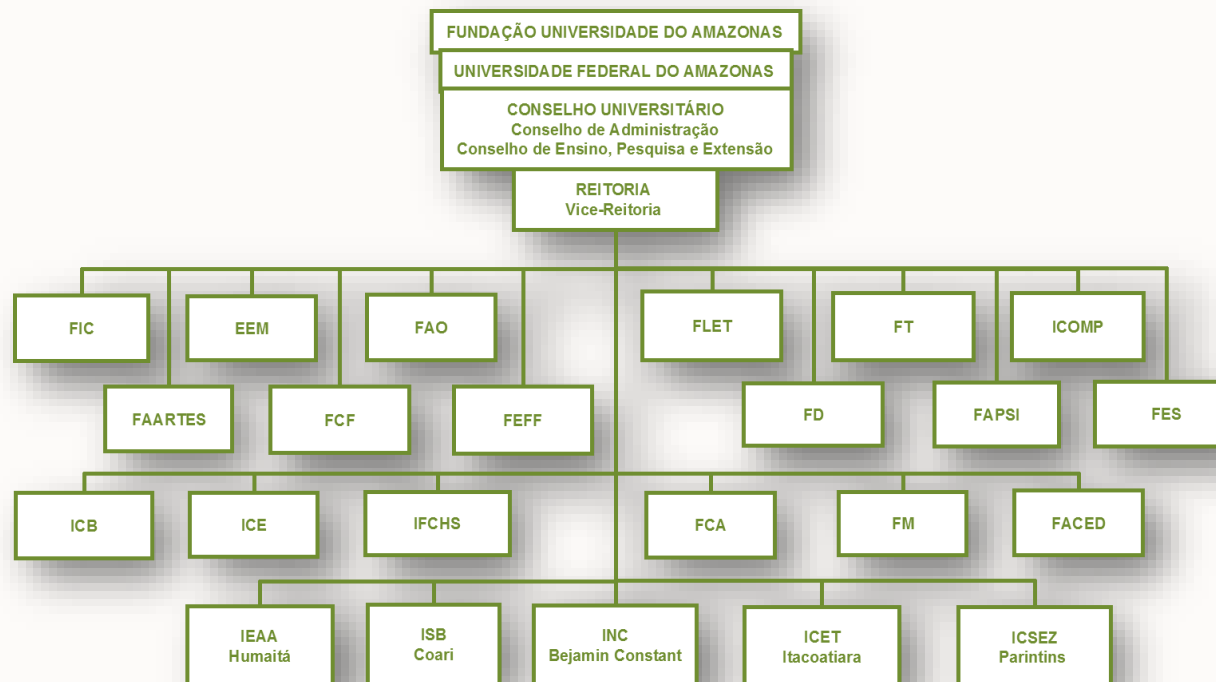 FUNDAÇÃO UNIVERSIDADE DO AMAZONAS
UNIVERSIDADE FEDERAL DO AMAZONAS
CONSELHO UNIVERSITÁRIO
Conselho de Administração
Conselho de Ensino, Pesquisa e Extensão
REITORIA
Vice-Reitoria
FIC
EEM
FAO
FLET
FT
ICOMP
FAARTES
FCF
FEFF
FD
FAPSI
FES
ICB
ICE
IFCHS
FCA
FM
FACED
IEAA
Humaitá
ISB
Coari
INC
Bejamin Constant
ICET
Itacoatiara
ICSEZ
Parintins